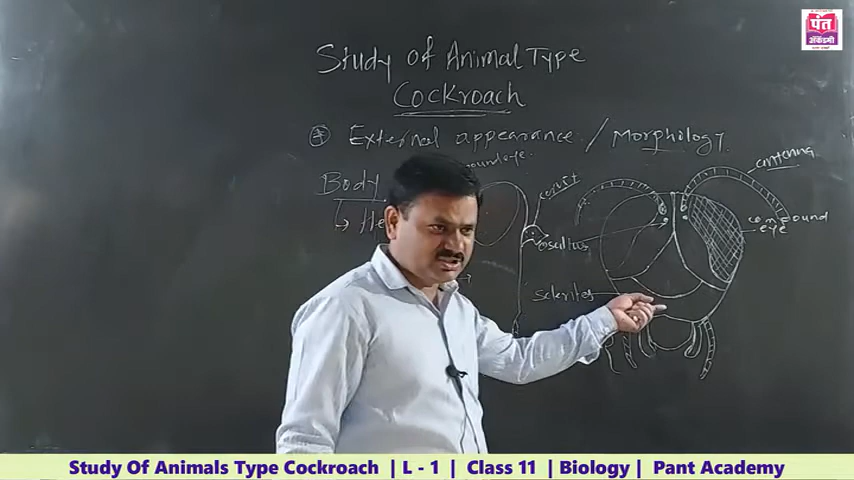 पंत
अॅकॅडमी
Study of Animal Type
Cockroach
External appearance / Morphology.
Body
antenna
compound
eye
ocellus
sclerites
Study Of Animals Type Cockroach | L - 1 | Class 11 | Biology | Pant Academy